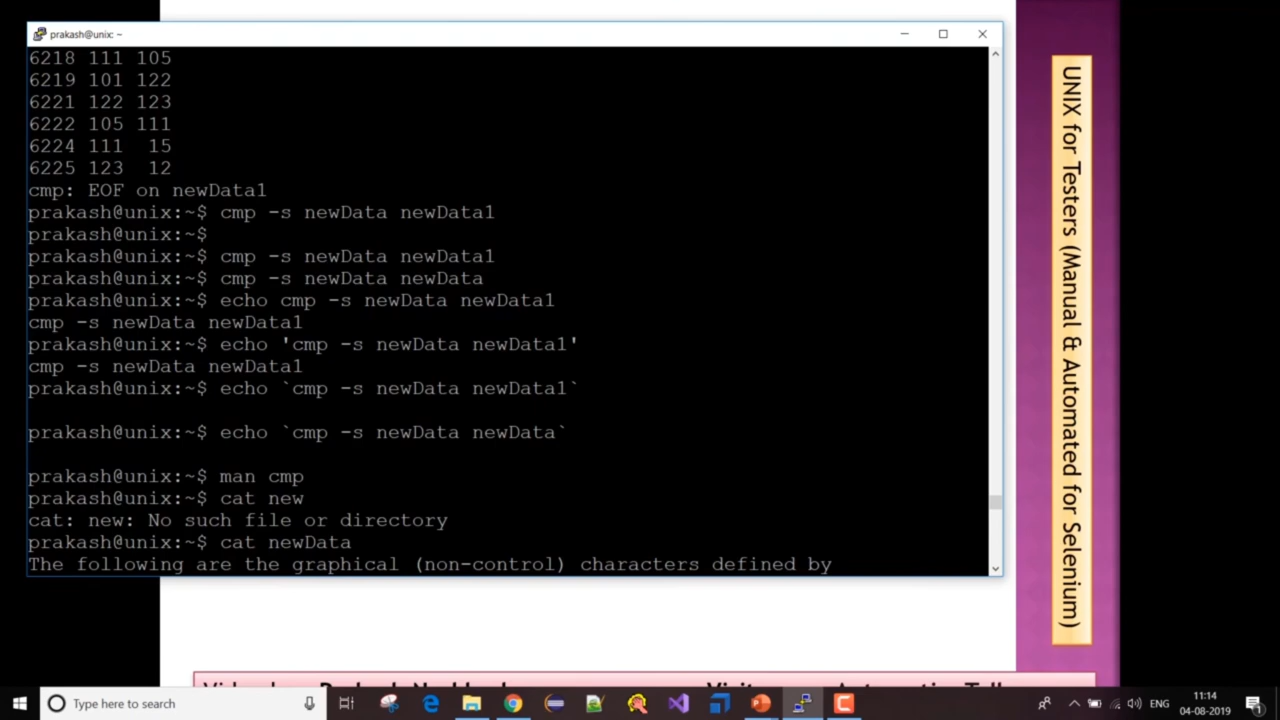 prakash@unix: ~
6218 111 105
6219 101 122
6221 122 123
6222 105 111
6224 111  15
6225 123  12
cmp: EOF on newData1
prakash@unix:~$ cmp -s newData newData1
prakash@unix:~$
prakash@unix:~$ cmp -s newData newData1
prakash@unix:~$ cmp -s newData newData
prakash@unix:~$ echo cmp -s newData newData1
cmp -s newData newData1
prakash@unix:~$ echo 'cmp -s newData newData1'
cmp -s newData newData1
prakash@unix:~$ echo `cmp -s newData newData1`
prakash@unix:~$ echo `cmp -s newData newData`
prakash@unix:~$ man cmp
prakash@unix:~$ cat new
cat: new: No such file or directory
prakash@unix:~$ cat newData
The following are the graphical (non-control) characters defined by
UNIX for Testers (Manual & Automated for Selenium)
Type here to search
ENG
11:14
04-08-2019
1